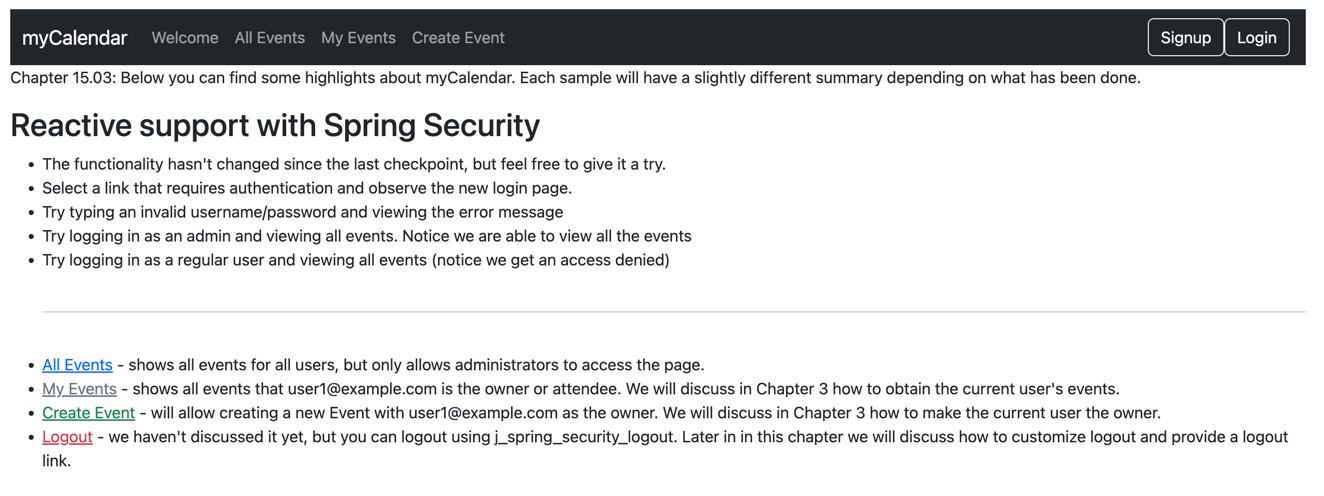 myCalendar Welcome All Events My Events Create Event Signup Login
Chapter 15.03: Below you can find some highlights about myCalendar. Each sample will have a slightly different summary depending on what has been done.
Reactive support with Spring Security
• The functionality hasn't changed since the last checkpoint, but feel free to give it a try.
• Select a link that requires authentication and observe the new login page.
• Try typing an invalid username/password and viewing the error message
• Try logging in as an admin and viewing all events. Notice we are able to view all the events
• Try logging in as a regular user and viewing all events (notice we get an access denied)
• All Events - shows all events for all users, but only allows administrators to access the page.
• My Events - shows all events that user1@example.com is the owner or attendee. We will discuss in Chapter 3 how to obtain the current user's events.
• Create Event - will allow creating a new Event with user1@example.com as the owner. We will discuss in Chapter 3 how to make the current user the owner.
• Logout - we haven't discussed it yet, but you can logout using j_spring_security_logout. Later in in this chapter we will discuss how to customize logout and provide a logout
link.